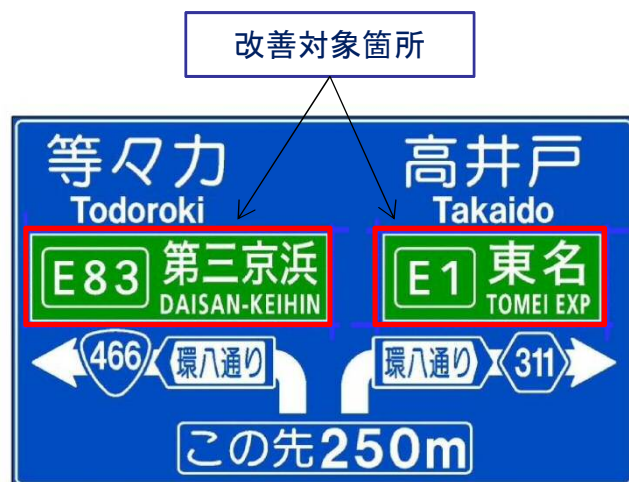 改善対象箇所
等々力
Todoroki
高井戸
Takaido
E83 第三京浜
DAISAN-KEIHIN
E1 東名
TOMEI EXP
466 環八通り
環八通り 311
この先250m